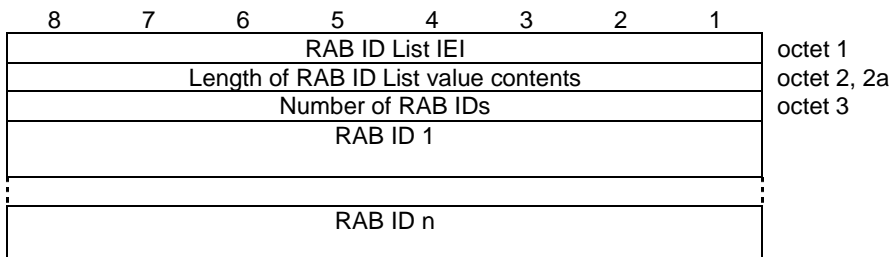 8 7 6 5 4 3 2 1
RAB ID List IEI octet 1
Length of RAB ID List value contents octet 2, 2a
Number of RAB IDs octet 3
RAB ID 1
RAB ID n